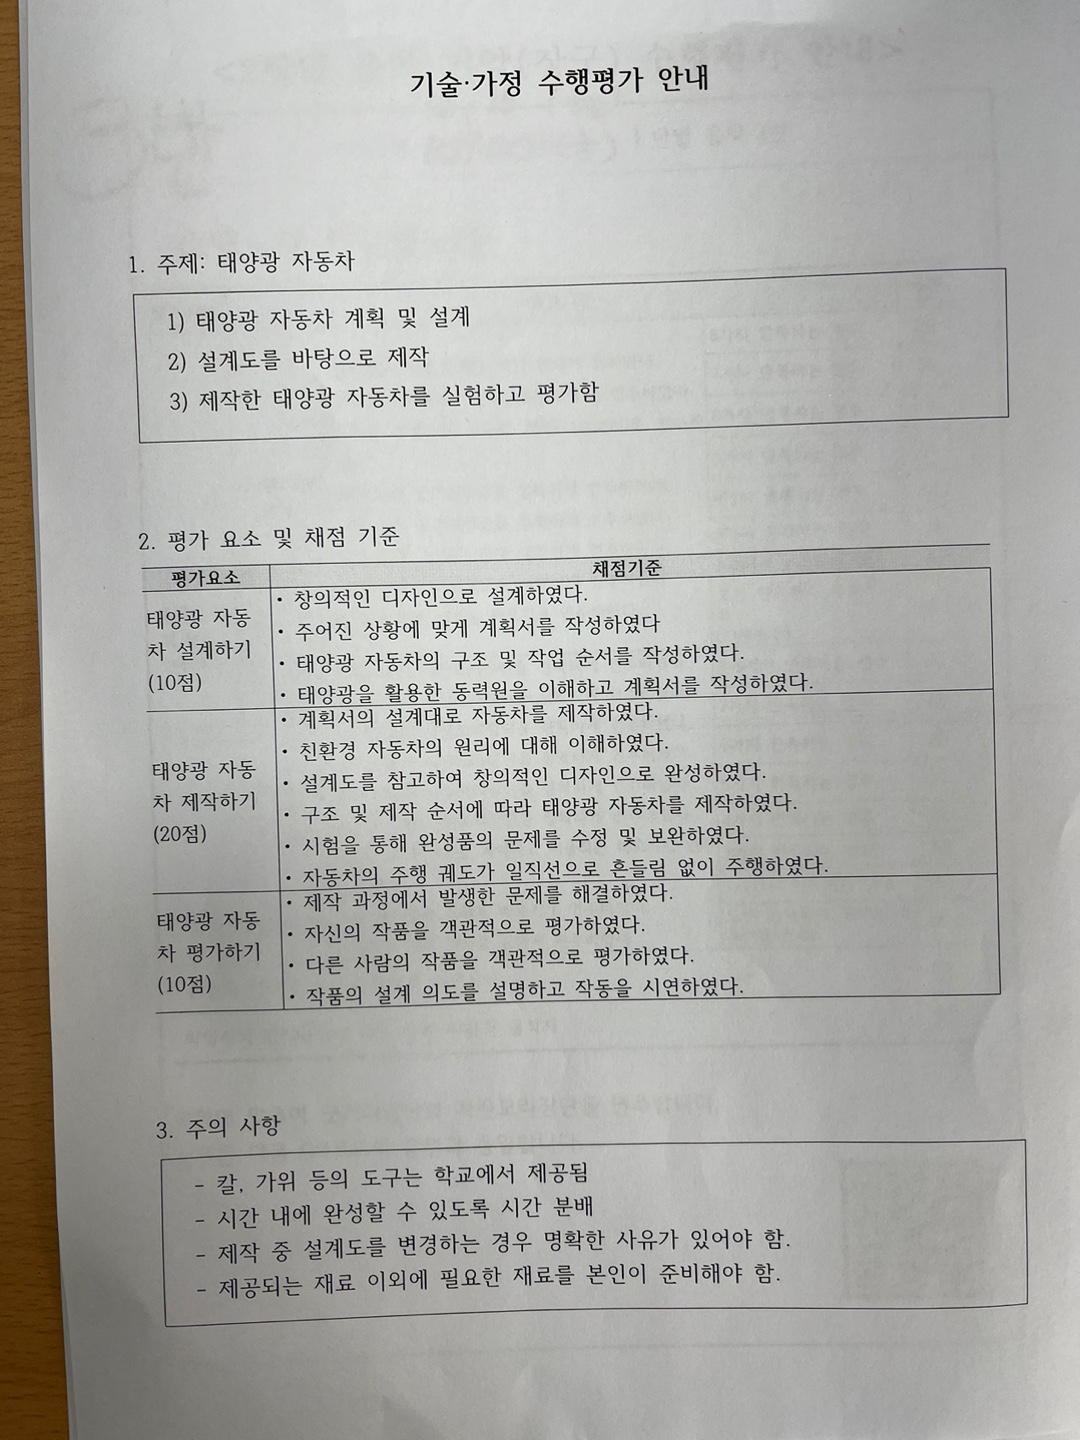 기술·가정 수행평가 안내
1. 주제: 태양광 자동차
1) 태양광 자동차 계획 및 설계
2) 설계도를 바탕으로 제작
3) 제작한 태양광 자동차를 실험하고 평가함
2. 평가 요소 및 채점 기준
평가요소
채점기준
태양광 자동
차 설계하기
(10점)
• 창의적인 디자인으로 설계하였다.
• 주어진 상황에 맞게 계획서를 작성하였다
• 태양광 자동차의 구조 및 작업 순서를 작성하였다.
• 태양광을 활용한 동력원을 이해하고 계획서를 작성하였다.
태양광 자동
차 제작하기
(20점)
• 계획서의 설계대로 자동차를 제작하였다.
• 친환경 자동차의 원리에 대해 이해하였다.
• 설계도를 참고하여 창의적인 디자인으로 완성하였다.
• 구조 및 제작 순서에 따라 태양광 자동차를 제작하였다.
• 시험을 통해 완성품의 문제를 수정 및 보완하였다.
• 자동차의 주행 궤도가 일직선으로 흔들림 없이 주행하였다.
태양광 자동
차 평가하기
(10점)
• 제작 과정에서 발생한 문제를 해결하였다.
• 자신의 작품을 객관적으로 평가하였다.
• 다른 사람의 작품을 객관적으로 평가하였다.
• 작품의 설계 의도를 설명하고 작동을 시연하였다.
3. 주의 사항
- 칼, 가위 등의 도구는 학교에서 제공됨
- 시간 내에 완성할 수 있도록 시간 분배
- 제작 중 설계도를 변경하는 경우 명확한 사유가 있어야 함.
- 제공되는 재료 이외에 필요한 재료를 본인이 준비해야 함.